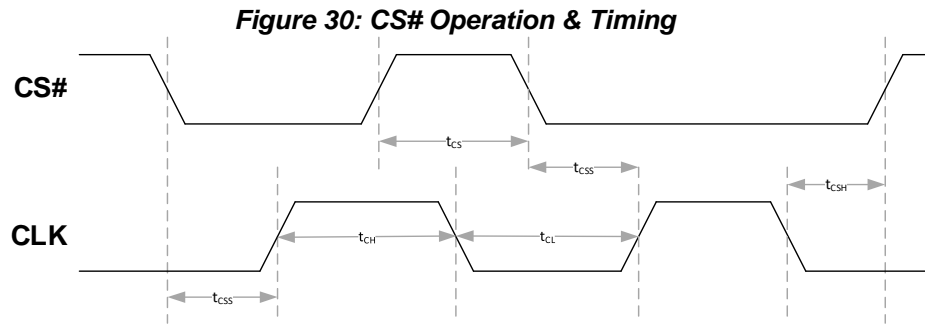 Figure 30: CS# Operation & Timing
CS#
tCS
tCSS
tCSH
CLK
tCH
tCL
tCSS